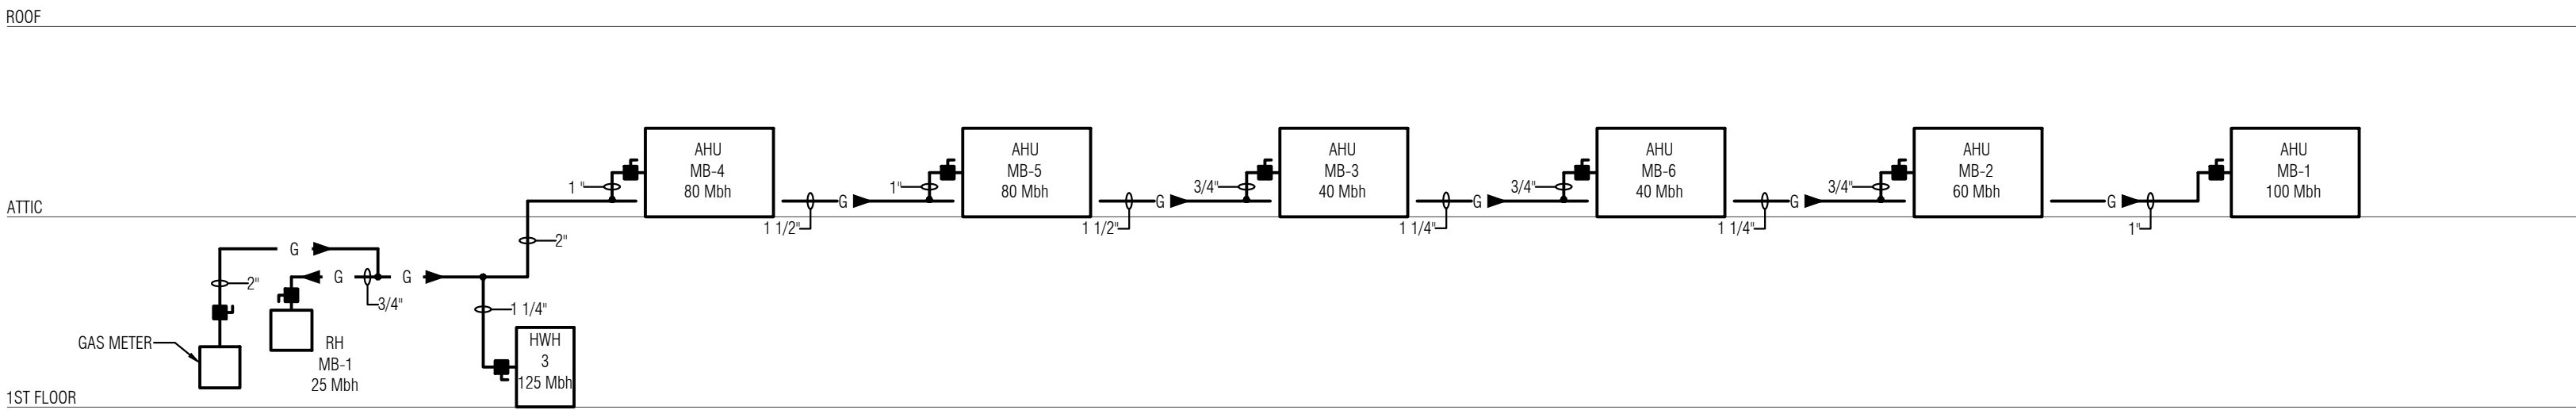 ROOF
AHU
MB-4
80 Mbh
AHU
MB-5
80 Mbh
AHU
MB-3
40 Mbh
AHU
MB-6
40 Mbh
AHU
MB-2
60 Mbh
AHU
MB-1
100 Mbh
1 "
1"
3/4"
3/4"
3/4"
G
G
G
G
G
ATTIC
1 1/2"
1 1/2"
1 1/4"
1 1/4"
1"
2"
G
G
G
2"
3/4"
1 1/4"
GAS METER
RH
MB-1
25 Mbh
HWH
3
125 Mbh
1ST FLOOR